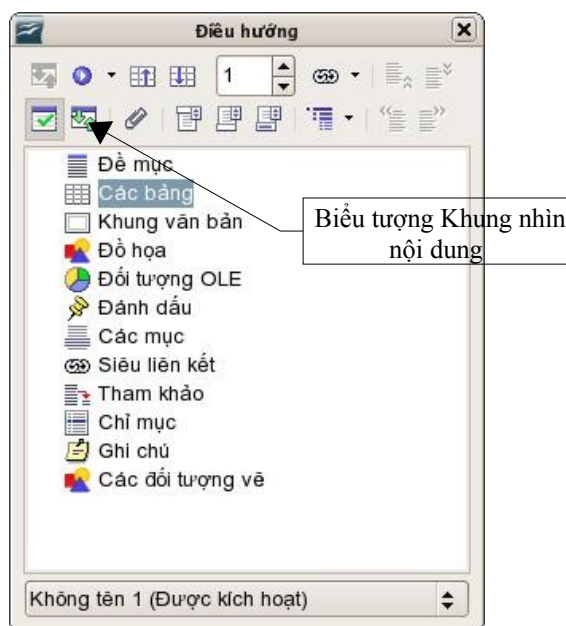 Điều hướng
1
Đề mục
Các bảng
Khung văn bản
Đồ họa
Đối tượng OLE
Đánh dấu
Các mục
Siêu liên kết
Tham khảo
Chỉ mục
Ghi chú
Các đối tượng vẽ
Biểu tượng Khung nhìn
nội dung
Không tên 1 (Được kích hoạt)